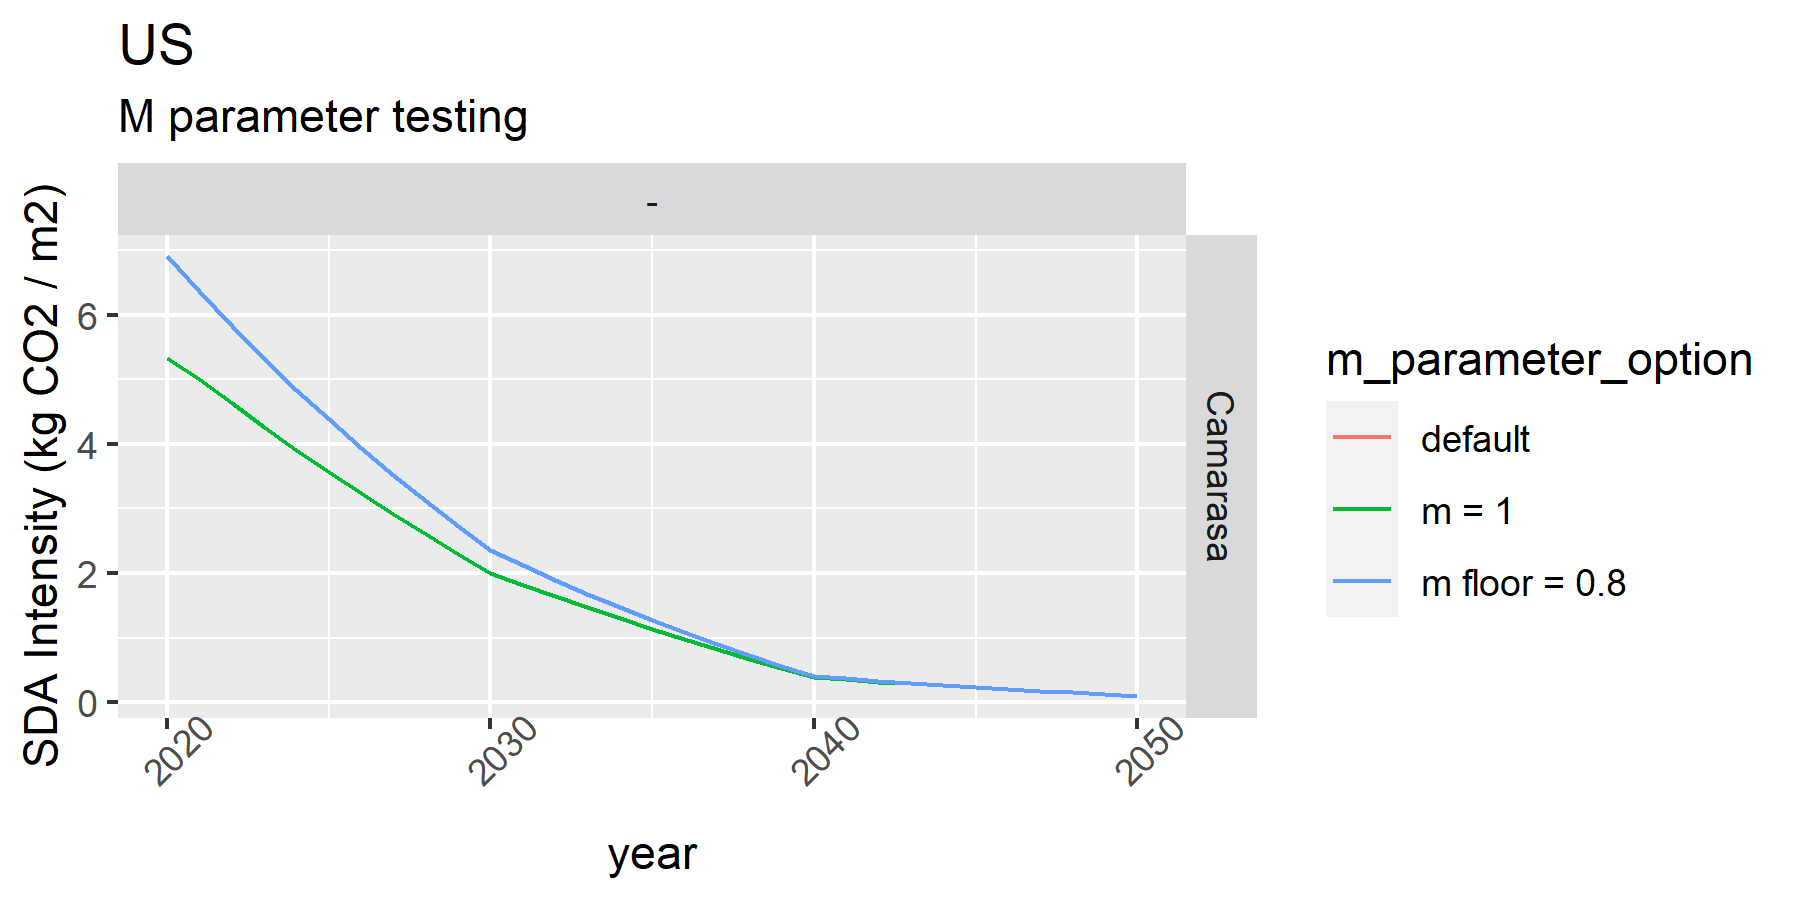 US
M parameter testing
-
SDA Intensity (kg CO2 / m2)
6
4
2
0
Camarasa
2020
2030
2040
2050
year
m_parameter_option
default
m = 1
m floor = 0.8